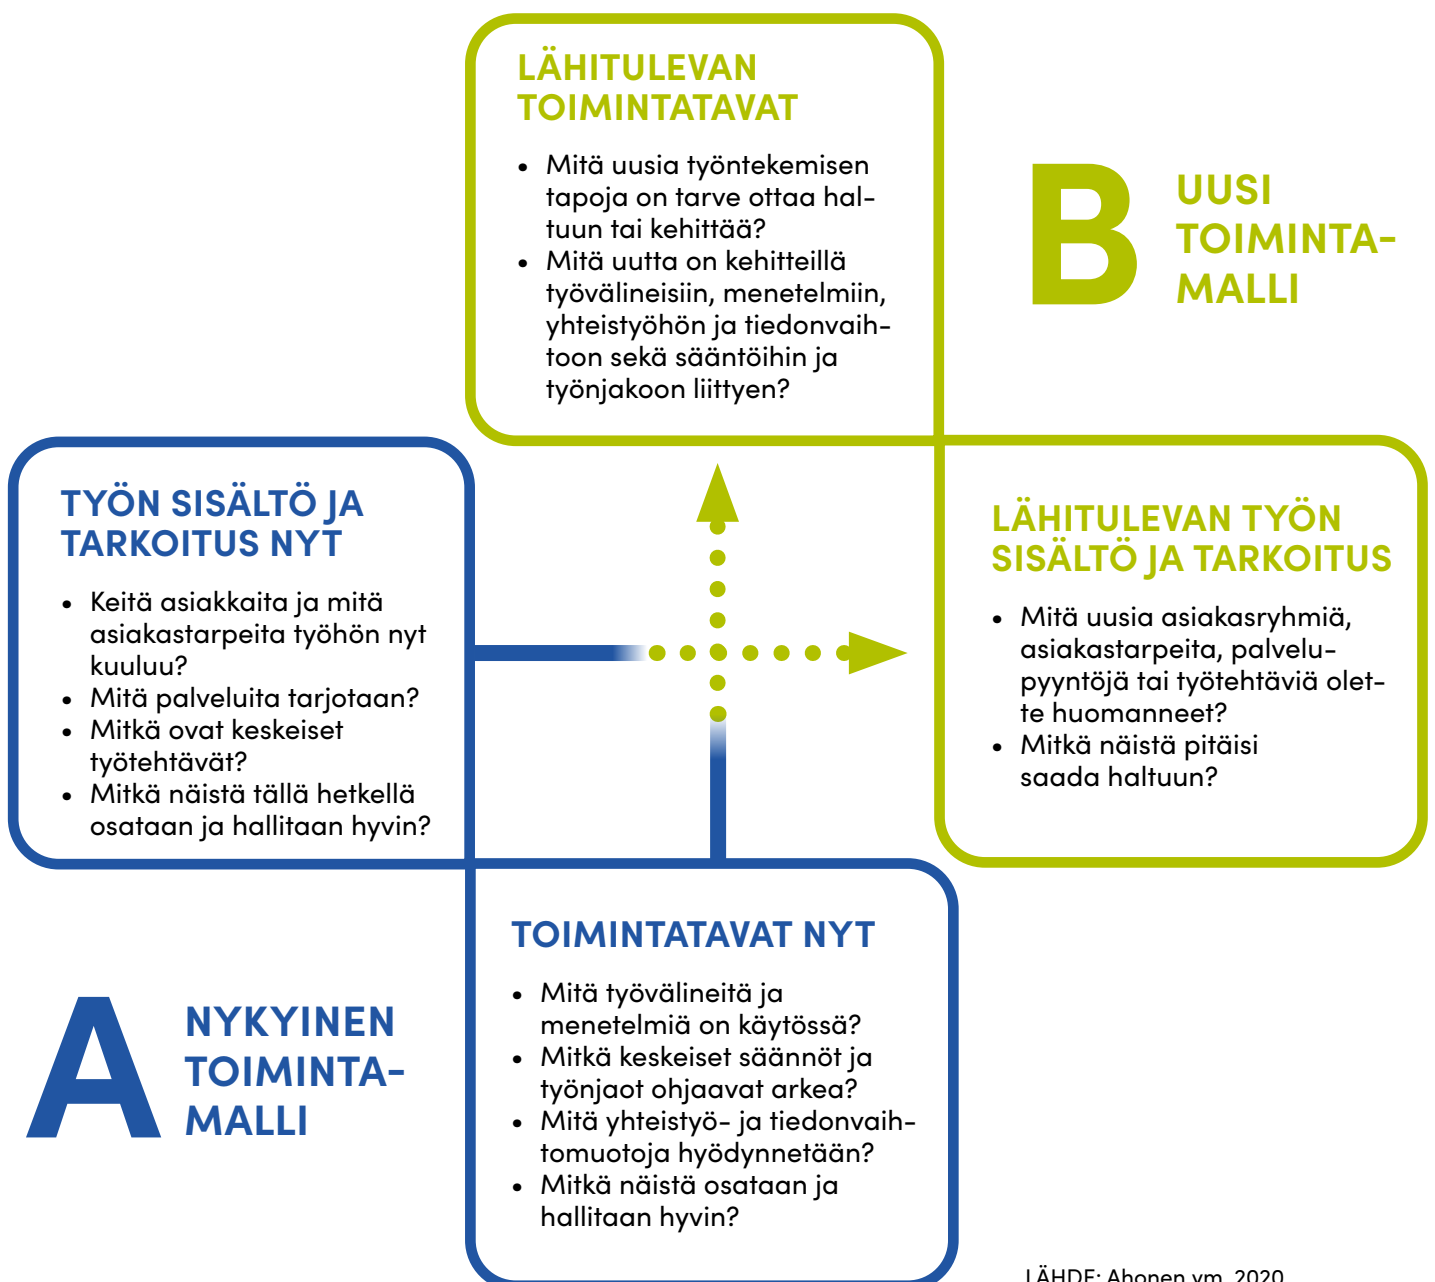 LÄHITULEVAN
TOIMINTATAVAT
• Mitä uusia työntekemisen
tapoja on tarve ottaa hal-
tuun tai kehittää?
• Mitä uutta on kehitteillä
työvälineisiin, menetelmiin,
yhteistyöhön ja tiedonvaih-
toon sekä sääntöihin ja
työnjakoon liittyen?
B
UUSI
TOIMINTA-
MALLI
TYÖN SISÄLTÖ JA
TARKOITUS NYT
• Keitä asiakkaita ja mitä
asiakastarpeita työhön nyt
kuuluu?
• Mitä palveluita tarjotaan?
• Mitkä ovat keskeiset
työtehtävät?
• Mitkä näistä tällä hetkellä
osataan ja hallitaan hyvin?
LÄHITULEVAN TYÖN
SISÄLTÖ JA TARKOITUS
• Mitä uusia asiakasryhmiä,
asiakastarpeita, palvelu-
pyyntöjä tai työtehtäviä olet-
te huomanneet?
• Mitkä näistä pitäisi
saada haltuun?
A
NYKYINEN
TOIMINTA-
MALLI
TOIMINTATAVAT NYT
• Mitä työvälineitä ja
menetelmiä on käytössä?
• Mitkä keskeiset säännöt ja
työnjaot ohjaavat arkea?
• Mitä yhteistyö- ja tiedonvaih-
tomuotoja hyödynnetään?
• Mitkä näistä osataan ja
hallitaan hyvin?
LÄHDE: Ahonen ym. 2020